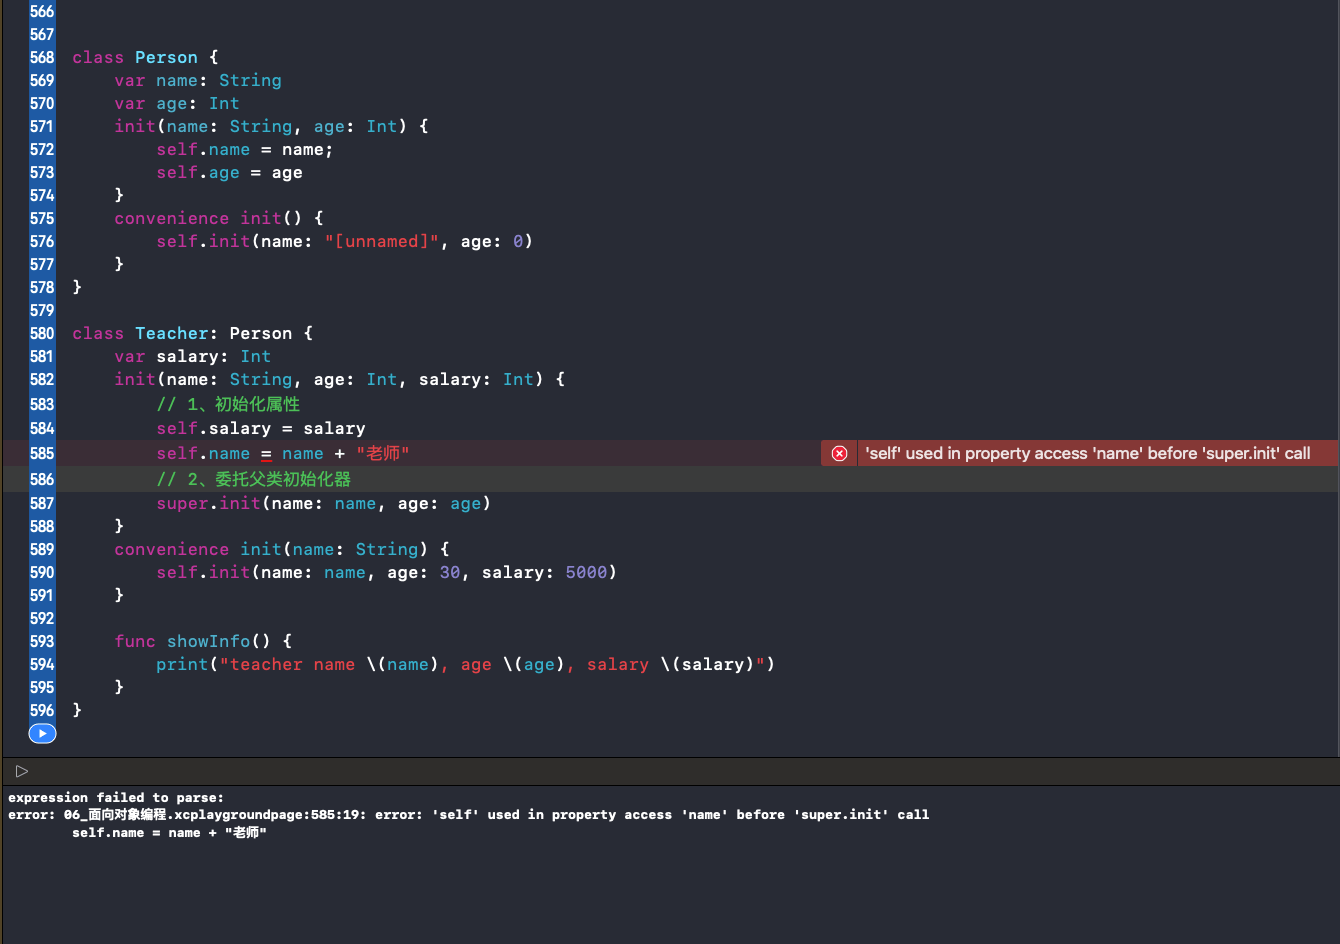 566
567
568 class Person {
569     var name: String
570     var age: Int
571     init(name: String, age: Int) {
572         self.name = name;
573         self.age = age
574     }
575     convenience init() {
576         self.init(name: "[unnamed]", age: 0)
577     }
578 }
579
580 class Teacher: Person {
581     var salary: Int
582     init(name: String, age: Int, salary: Int) {
583         // 1、初始化属性
584         self.salary = salary
585         self.name = name + "老师" 'self' used in property access 'name' before 'super.init' call
586         // 2、委托父类初始化器
587         super.init(name: name, age: age)
588     }
589     convenience init(name: String) {
590         self.init(name: name, age: 30, salary: 5000)
591     }
592
593     func showInfo() {
594         print("teacher name \(name), age \(age), salary \(salary)")
595     }
596 }
expression failed to parse:
error: 06_面向对象编程.xcplaygroundpage:585:19: error: 'self' used in property access 'name' before 'super.init' call
        self.name = name + "老师"